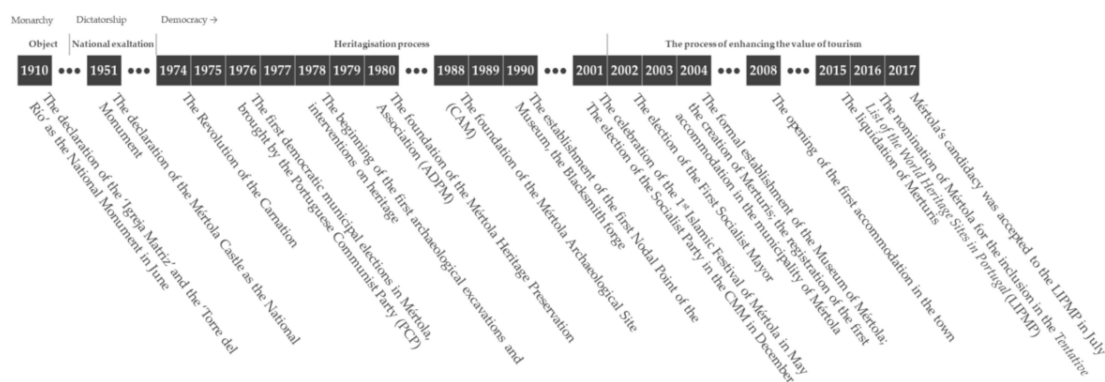 Monarchy Dictatorship Democracy →
Object National exaltation Heritagisation process The process of enhancing the value of tourism
1910 ••• 1951 ••• 1974 1975 1976 1977 1978 1979 1980 ••• 1988 1989 1990 ••• 2001 2002 2003 2004 ••• 2008 ••• 2015 2016 2017
The declaration of the 'Igreja Matriz' and the 'Torre del
Rio' as the National Monument in June
The declaration of the Mértola Castle as the National
Monument
The Revolution of the Carnation
The first democratic municipal elections in Mértola,
brought by the Portuguese Communist Party (PCP)
The beginning of the first archaeological excavations and
interventions on heritage
The foundation of the Mértola Heritage Preservation
Association (ADPM)
The foundation of the Mértola Archaeological Site
(CAM)
The establishment of the first Nodal Point of the
Museum, the Blacksmith forge
The celebration of the 1st Islamic Festival of Mértola in May
The election of the Socialist Party in the CMM in December
The election of the First Socialist Mayor
The formal establishment of the Museum of Mértola;
the creation of Merturis; the registration of the first
accommodation in the municipality of Mértola
The opening of the first accommodation in the town
The liquidation of Merturis
The nomination of Mértola for the inclusion in the Tentative
List of the World Heritage Sites in Portugal (LIPMP)
Mértola's candidacy was accepted to the LIPMP in July